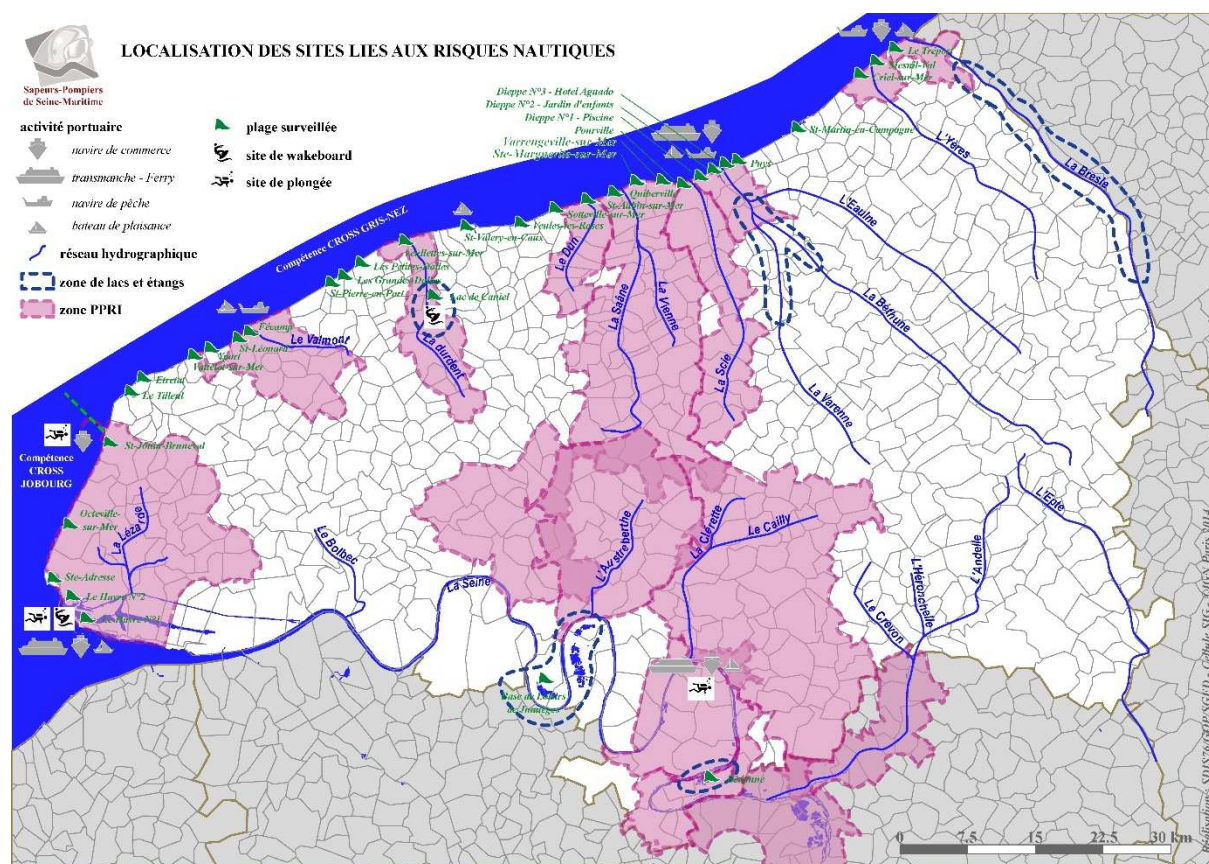 LOCALISATION DES SITES LIES AUX RISQUES NAUTIQUES
Sapeurs-Pompiers
de Seine-Maritime
activité portuaire
navire de commerce
transmanche - Ferry
navire de pêche
bateau de plaisance
réseau hydrographique
zone de lacs et étangs
zone PPRI
plage surveillée
site de wakeboard
site de plongée
Le Tréport
Mesnil-Val
Criel-sur-Mer
St-Martin-en-Campagne
Dieppe N°3 - Hotel Aguado
Dieppe N°2 - Jardin d'enfants
Dieppe N°1 - Piscine
Pourville
Varrengeville-sur-Mer
Ste-Marguerite-sur-Mer
Puys
Quiberville
St-Aubin-sur-Mer
Sotteville-sur-Mer
Veules-les-Roses
St-Valery-en-Caux
Veulettes-sur-Mer
Les Petites-Dalles
Les Grandes-Dalles
St-Pierre-en-Port
Lac de Caniel
Fécamp
St-Léonard
Yport
Vattetot-sur-Mer
Etretat
Le Tilleul
St-Jouin-Bruneval
Octeville-
sur-Mer
Ste-Adresse
Le Havre N°2
Le Havre N°1
Base de Loisirs
de Jumièges
Bédanne
Compétence CROSS GRIS-NEZ
Compétence
CROSS
JOBOURG
L'Yères
La Bresle
L'Eaulne
La Béthune
La Varenne
La Scie
La Vienne
La Saâne
Le Dun
La durdent
Le Valmont
La Lézarde
Le Bolbec
La Seine
L'Austreberthe
La Clérette
Le Cailly
Le Crevon
L'Héronchelle
L'Andelle
L'Epte
0 7.5 15 22.5 30 km